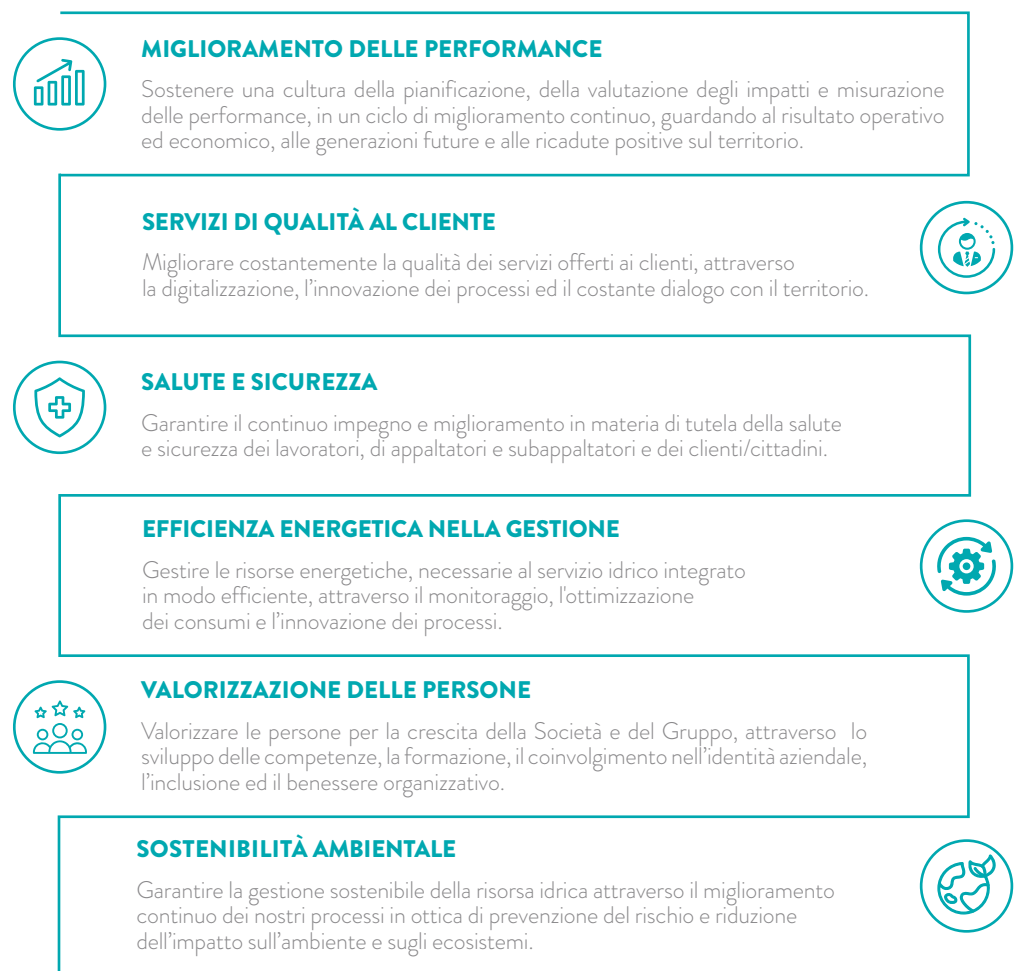 MIGLIORAMENTO DELLE PERFORMANCE
Sostenere una cultura della pianificazione, della valutazione degli impatti e misurazione
delle performance, in un ciclo di miglioramento continuo, guardando al risultato operativo
ed economico, alle generazioni future e alle ricadute positive sul territorio.
SERVIZI DI QUALITÀ AL CLIENTE
Migliorare costantemente la qualità dei servizi offerti ai clienti, attraverso
la digitalizzazione, l’innovazione dei processi ed il costante dialogo con il territorio.
SALUTE E SICUREZZA
Garantire il continuo impegno e miglioramento in materia di tutela della salute
e sicurezza dei lavoratori, di appaltatori e subappaltatori e dei clienti/cittadini.
EFFICIENZA ENERGETICA NELLA GESTIONE
Gestire le risorse energetiche, necessarie al servizio idrico integrato
in modo efficiente, attraverso il monitoraggio, l'ottimizzazione
dei consumi e l’innovazione dei processi.
VALORIZZAZIONE DELLE PERSONE
Valorizzare le persone per la crescita della Società e del Gruppo, attraverso lo
sviluppo delle competenze, la formazione, il coinvolgimento nell’identità aziendale,
l’inclusione ed il benessere organizzativo.
SOSTENIBILITÀ AMBIENTALE
Garantire la gestione sostenibile della risorsa idrica attraverso il miglioramento
continuo dei nostri processi in ottica di prevenzione del rischio e riduzione
dell’impatto sull’ambiente e sugli ecosistemi.